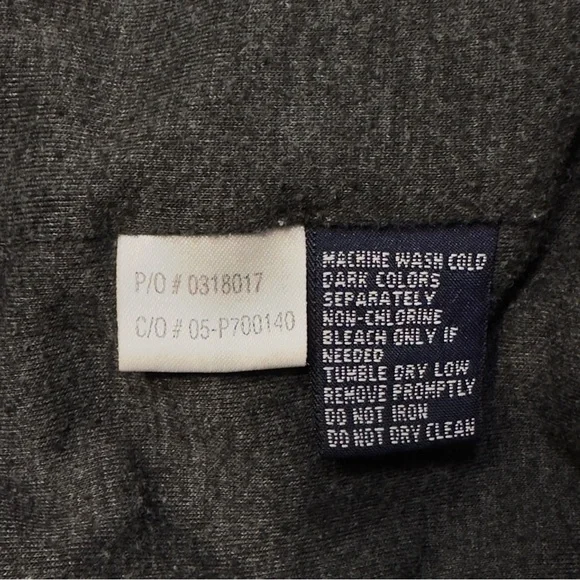 P/O # 0318017
C/O # 05-P700140
MACHINE WASH COLD
DARK COLORS
SEPARATELY
NON-CHLORINE
BLEACH ONLY IF
NEEDED
TUMBLE DRY LOW
REMOVE PROMPTLY
DO NOT IRON
DO NOT DRY CLEAN